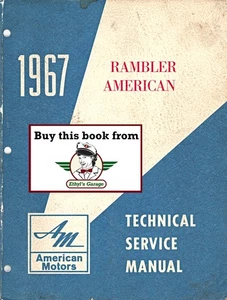 1967
RAMBLER
AMERICAN
Buy this book from
Ethyl's Garage
AM
American
Motors
TECHNICAL
SERVICE
MANUAL